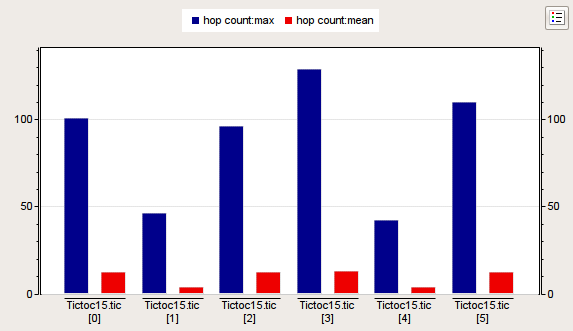 hop count:max hop count:mean
100 100
50 50
0 0
Tictoc15.tic Tictoc15.tic Tictoc15.tic Tictoc15.tic Tictoc15.tic Tictoc15.tic
[0] [1] [2] [3] [4] [5]